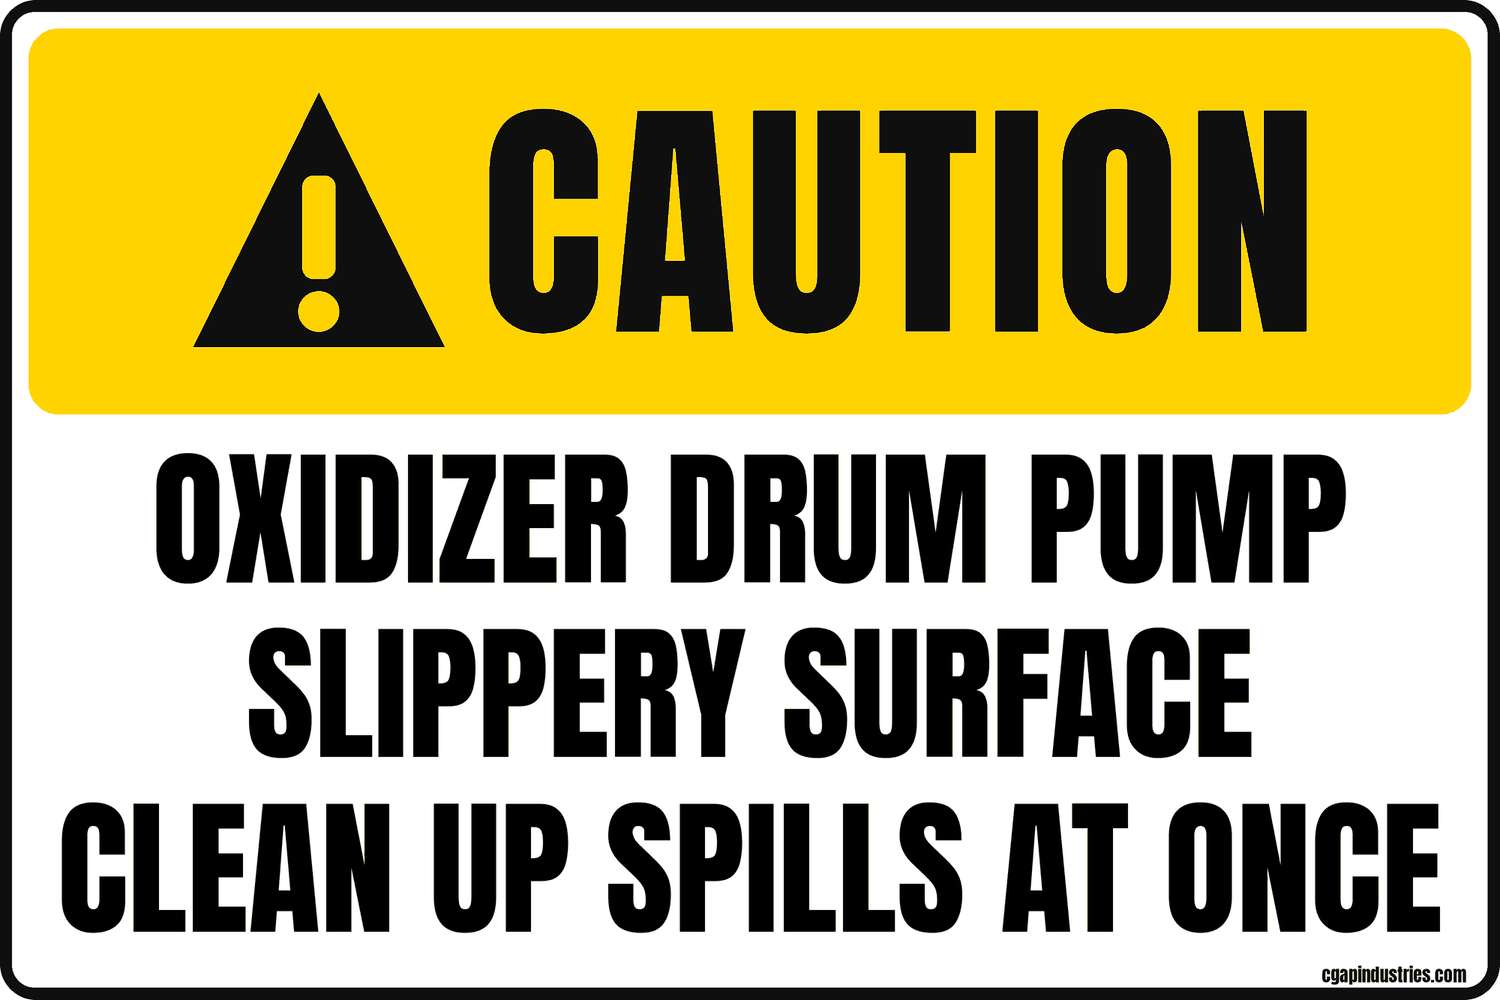 CAUTION
OXIDIZER DRUM PUMP
SLIPPERY SURFACE
CLEAN UP SPILLS AT ONCE
cgapindustries.com